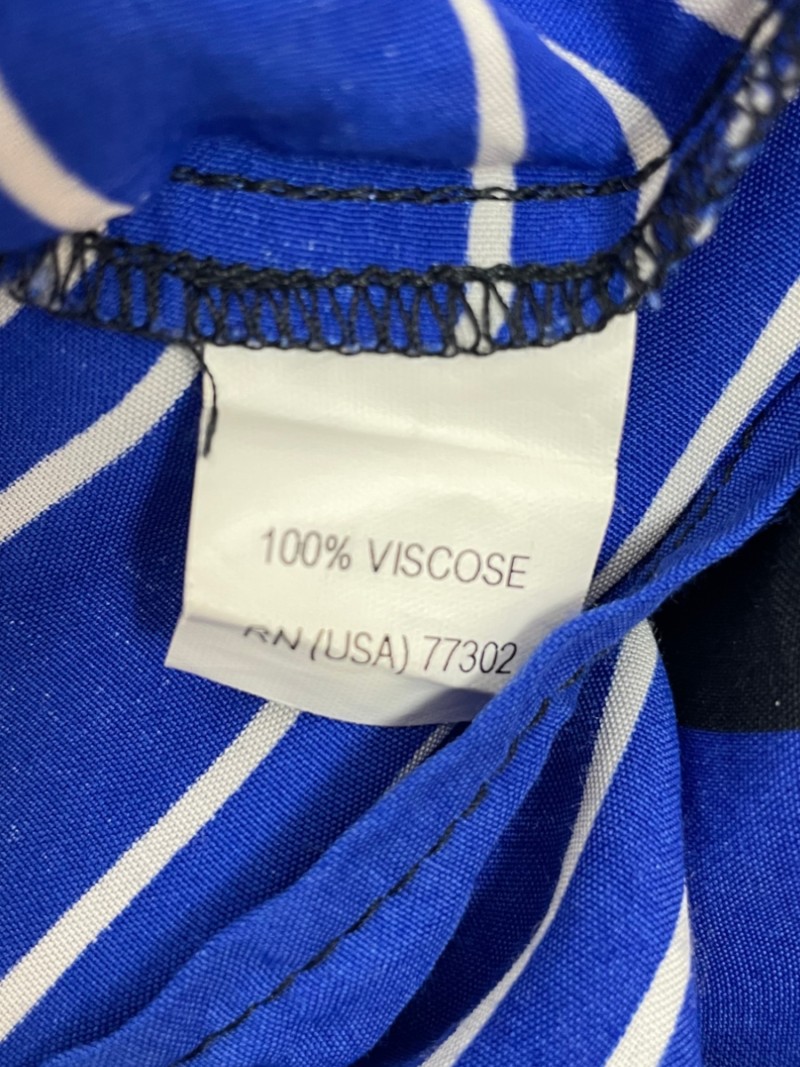 100% VISCOSE
RN (USA) 77302